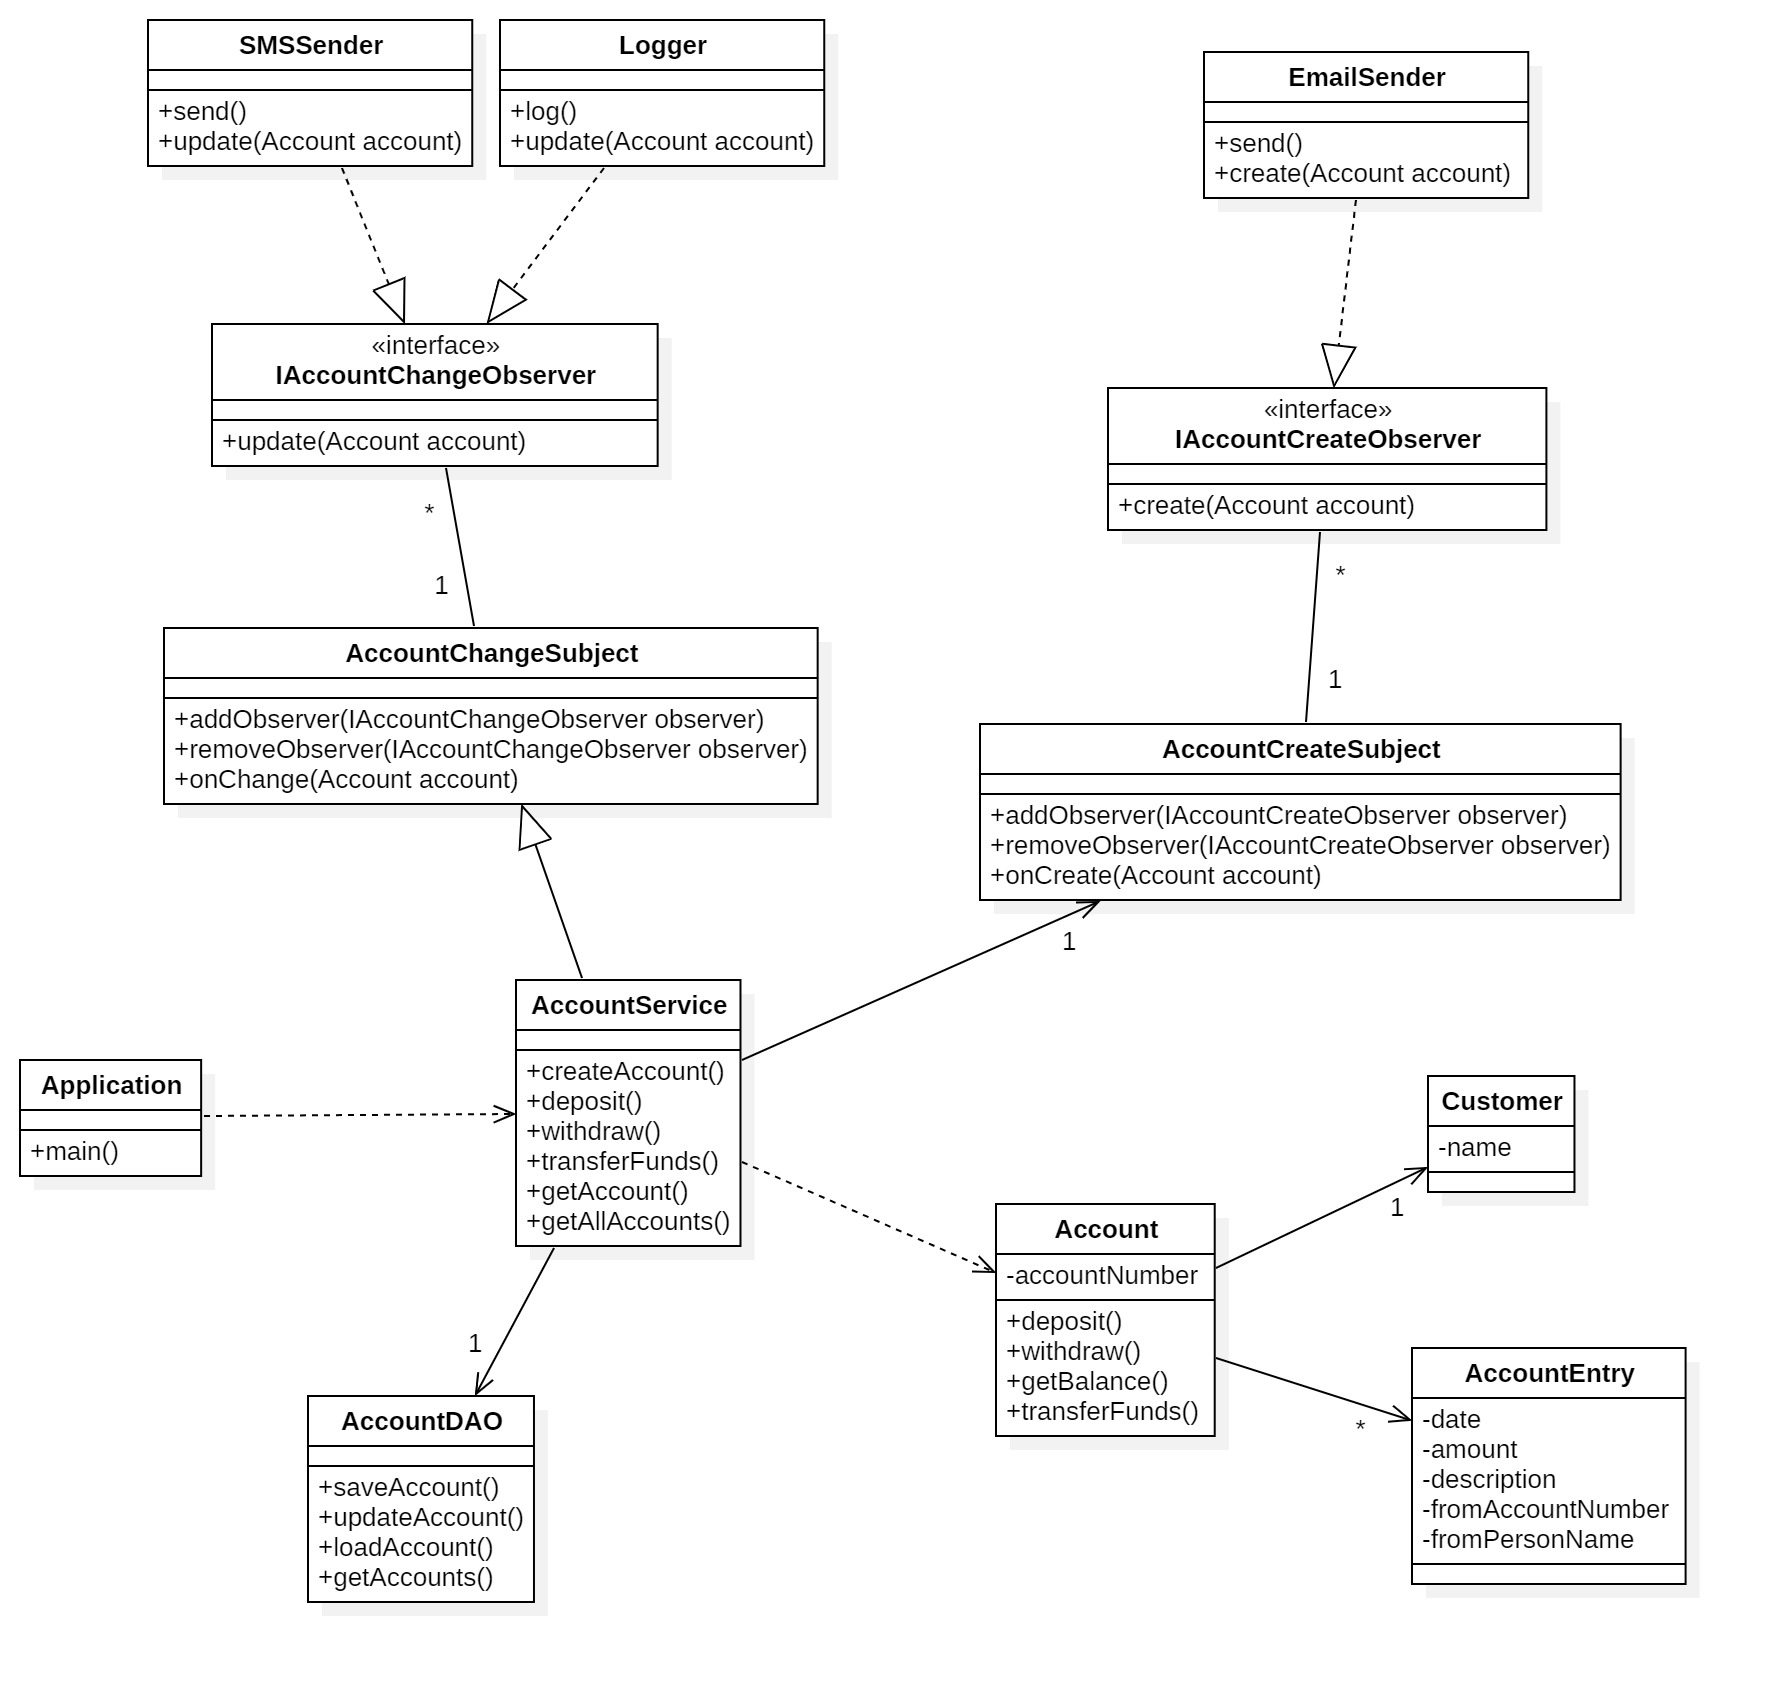 SMSSender
+send()
+update(Account account)
Logger
+log()
+update(Account account)
EmailSender
+send()
+create(Account account)
«interface»
IAccountChangeObserver
+update(Account account)
«interface»
IAccountCreateObserver
+create(Account account)
*
1
*
1
AccountChangeSubject
+addObserver(IAccountChangeObserver observer)
+removeObserver(IAccountChangeObserver observer)
+onChange(Account account)
AccountCreateSubject
+addObserver(IAccountCreateObserver observer)
+removeObserver(IAccountCreateObserver observer)
+onCreate(Account account)
1
AccountService
+createAccount()
+deposit()
+withdraw()
+transferFunds()
+getAccount()
+getAllAccounts()
Application
+main()
Customer
-name
1
Account
-accountNumber
+deposit()
+withdraw()
+getBalance()
+transferFunds()
1
*
AccountEntry
-date
-amount
-description
-fromAccountNumber
-fromPersonName
AccountDAO
+saveAccount()
+updateAccount()
+loadAccount()
+getAccounts()